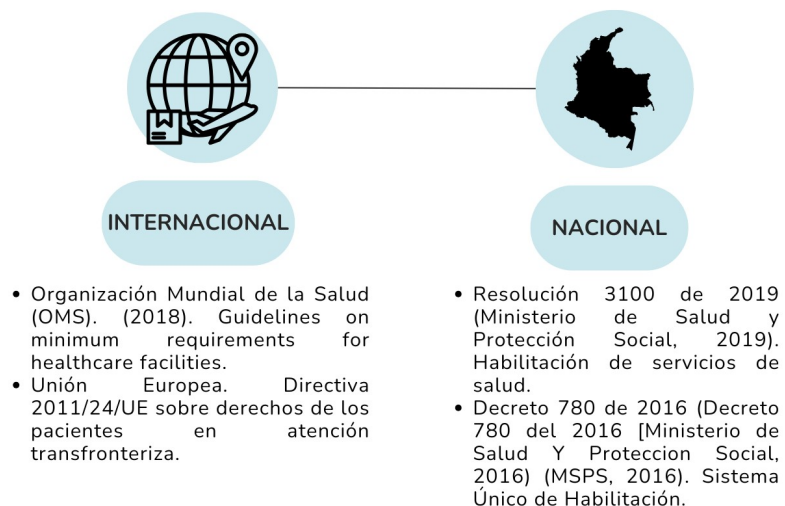 INTERNACIONAL
• Organización Mundial de la Salud
(OMS). (2018). Guidelines on
minimum requirements for
healthcare facilities.
• Unión Europea. Directiva
2011/24/UE sobre derechos de los
pacientes en atención
transfronteriza.
NACIONAL
• Resolución 3100 de 2019
(Ministerio de Salud y
Protección Social, 2019).
Habilitación de servicios de
salud.
• Decreto 780 de 2016 (Decreto
780 del 2016 [Ministerio de
Salud Y Proteccion Social,
2016) (MSPS, 2016). Sistema
Único de Habilitación.